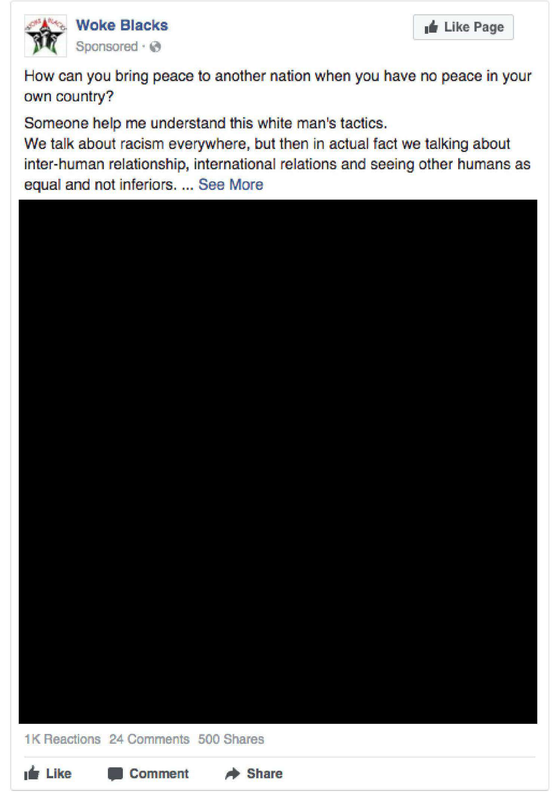 WOKE BLACKS
Woke Blacks
Sponsored ·
Like Page
How can you bring peace to another nation when you have no peace in your
own country?
Someone help me understand this white man's tactics.
We talk about racism everywhere, but then in actual fact we talking about
inter-human relationship, international relations and seeing other humans as
equal and not inferiors. ... See More
1K Reactions 24 Comments 500 Shares
Like Comment Share